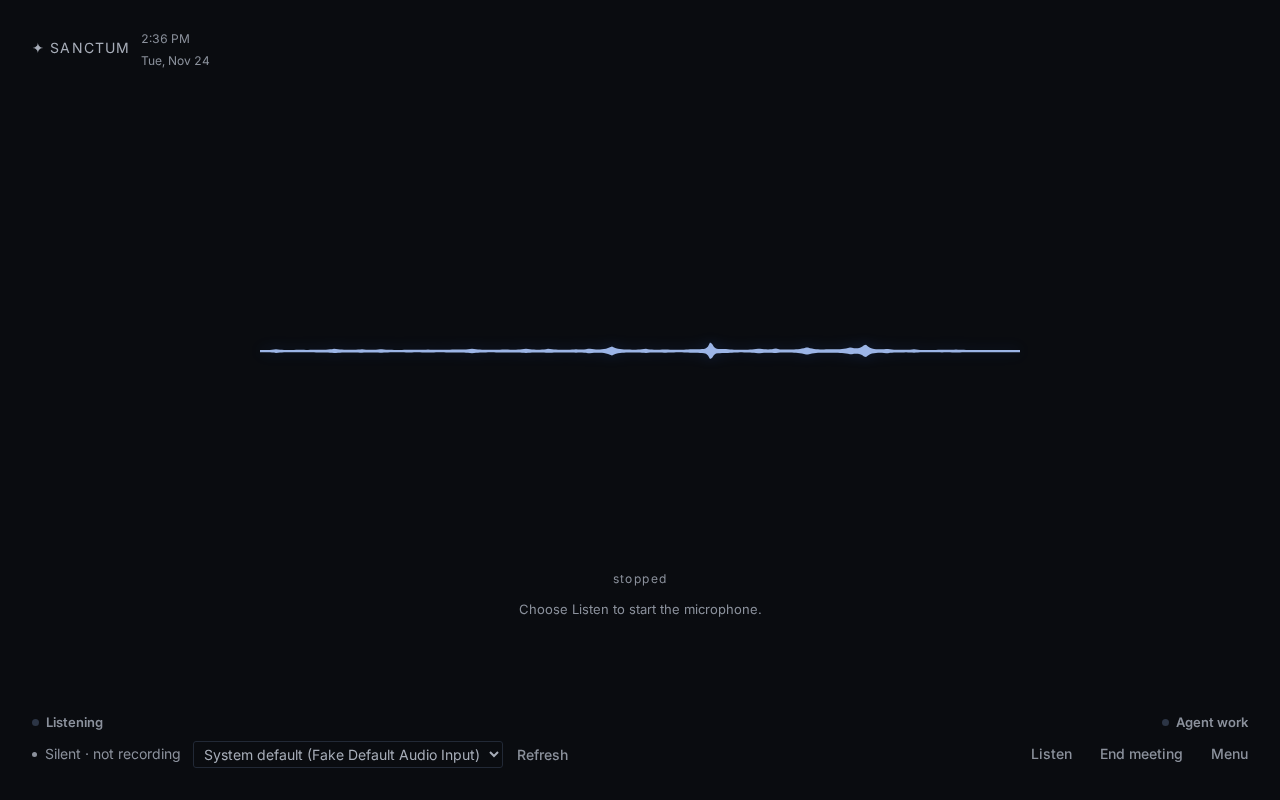 ✦ SANCTUM
2:36 PM
Tue, Nov 24
stopped
Choose Listen to start the microphone.
Listening
Agent work
Silent · not recording
System default (Fake Default Audio Input)
Refresh
Listen
End meeting
Menu